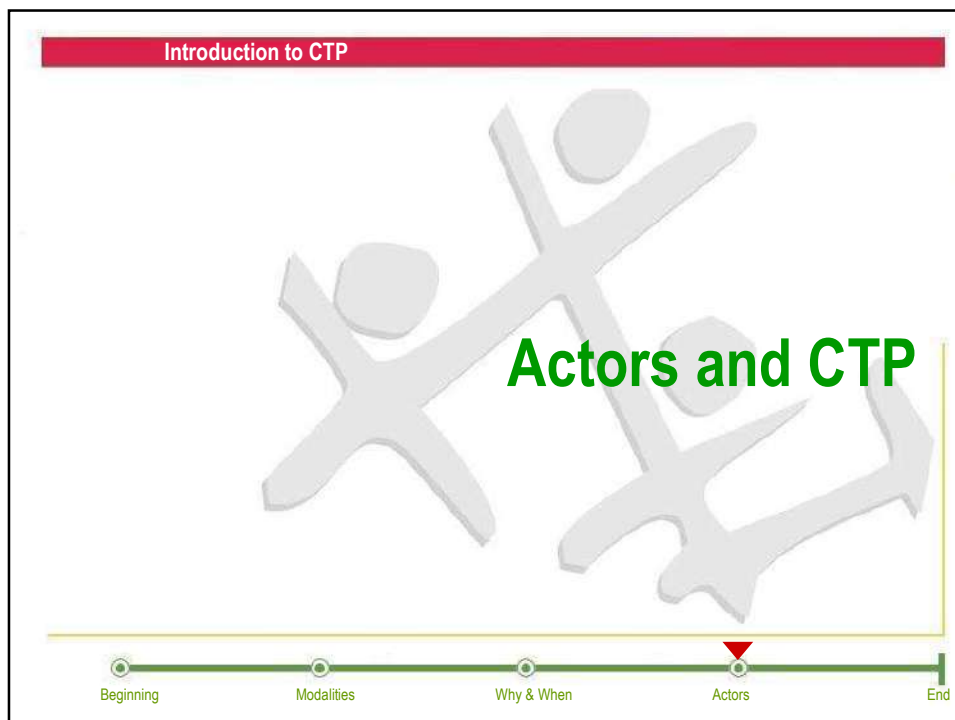 Introduction to CTP
Actors and CTP
Beginning Modalities Why & When Actors End